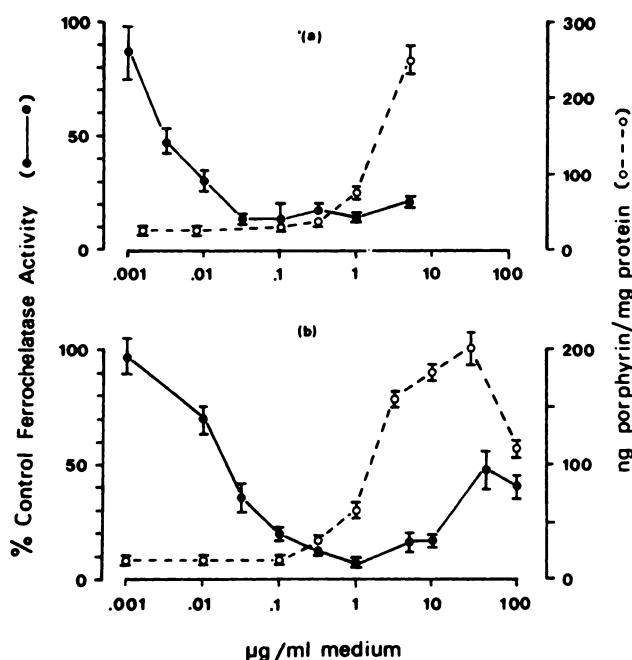 (a)
100
50
0
300
200
100
0
.001 .01 .1 1 10 100
(b)
100
50
0
200
100
0
.001 .01 .1 1 10 100
% Control Ferrochelatase Activity (●—●)
ng porphyrin/mg protein (○---○)
µg/ml medium